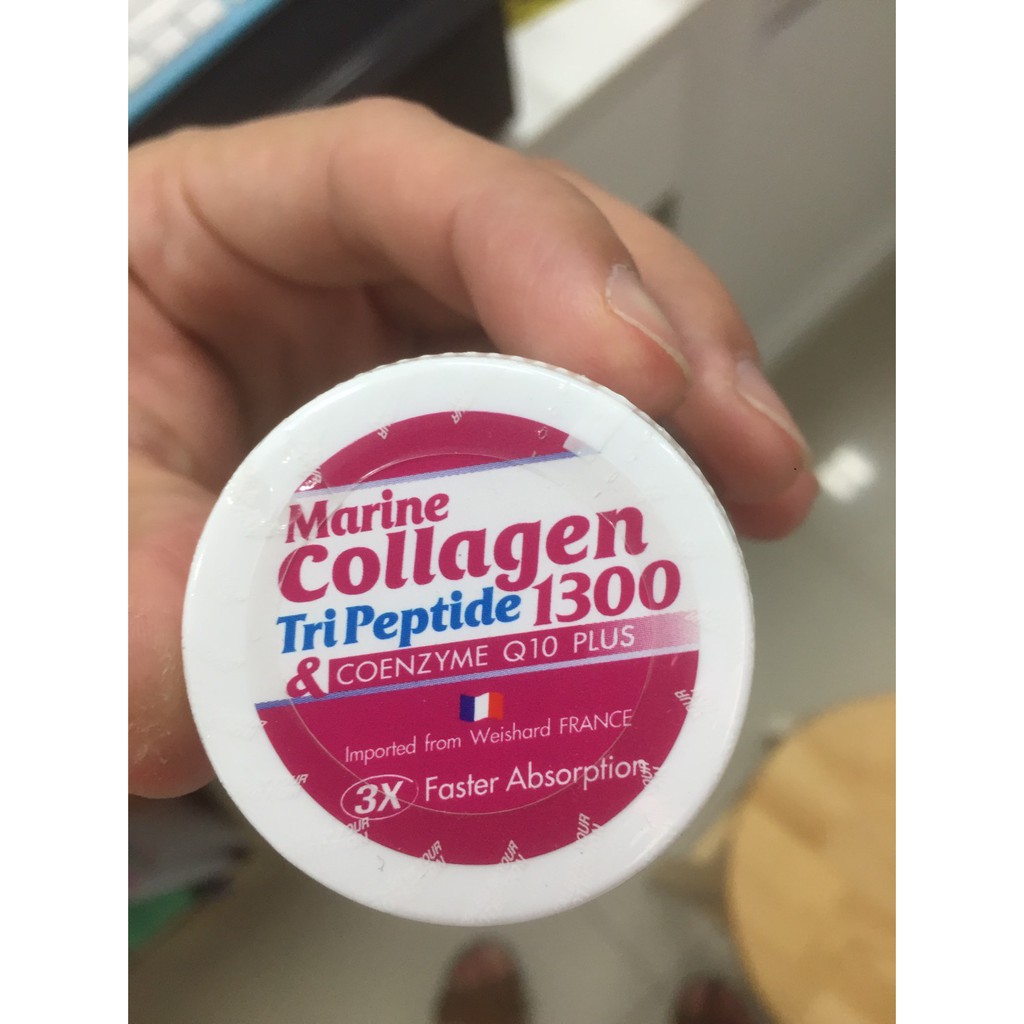 Marine
Collagen
Tri Peptide 1300
& COENZYME Q10 PLUS
Imported from Weishard FRANCE
3X Faster Absorption